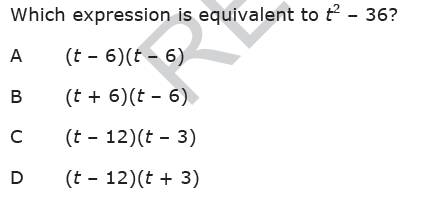 Which expression is equivalent to t² – 36?
A (t – 6)(t – 6)
B (t + 6)(t – 6)
C (t – 12)(t – 3)
D (t – 12)(t + 3)